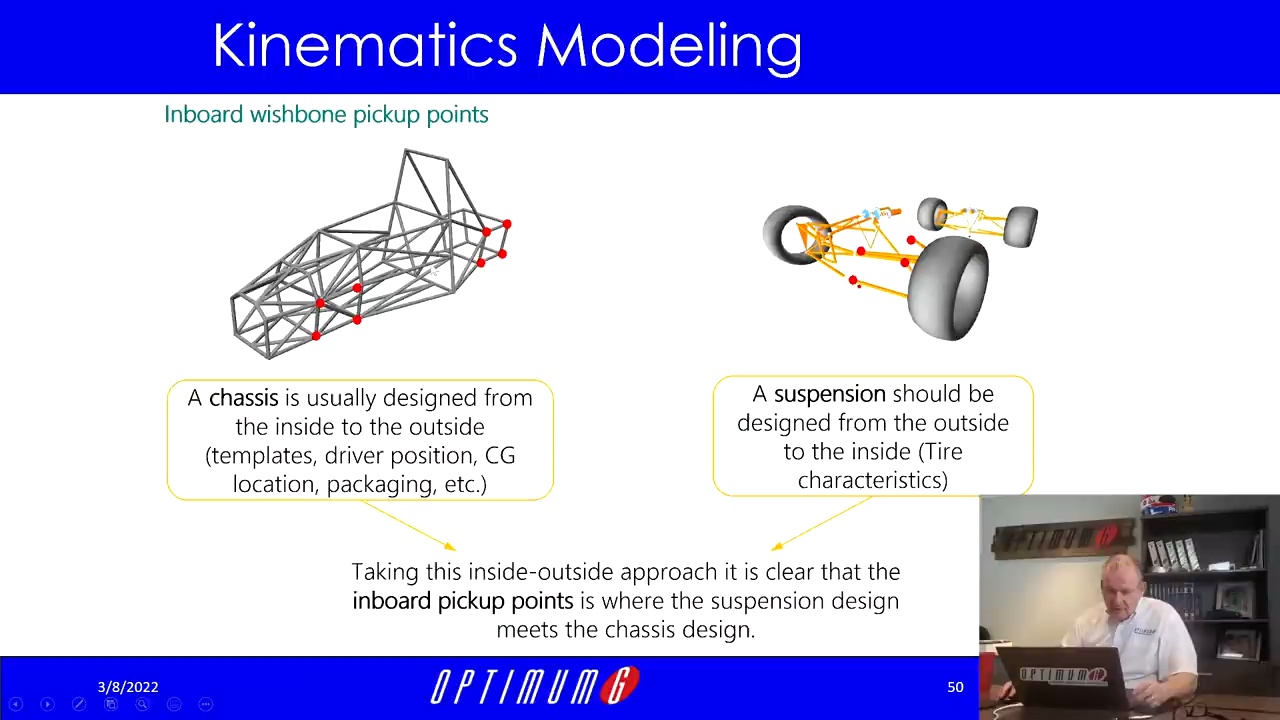 Kinematics Modeling
Inboard wishbone pickup points
A chassis is usually designed from
the inside to the outside
(templates, driver position, CG
location, packaging, etc.)
A suspension should be
designed from the outside
to the inside (Tire
characteristics)
Taking this inside-outside approach it is clear that the
inboard pickup points is where the suspension design
meets the chassis design.
3/8/2022
OPTIMUM G
50
OPTIMUM G
OPTIMUM G